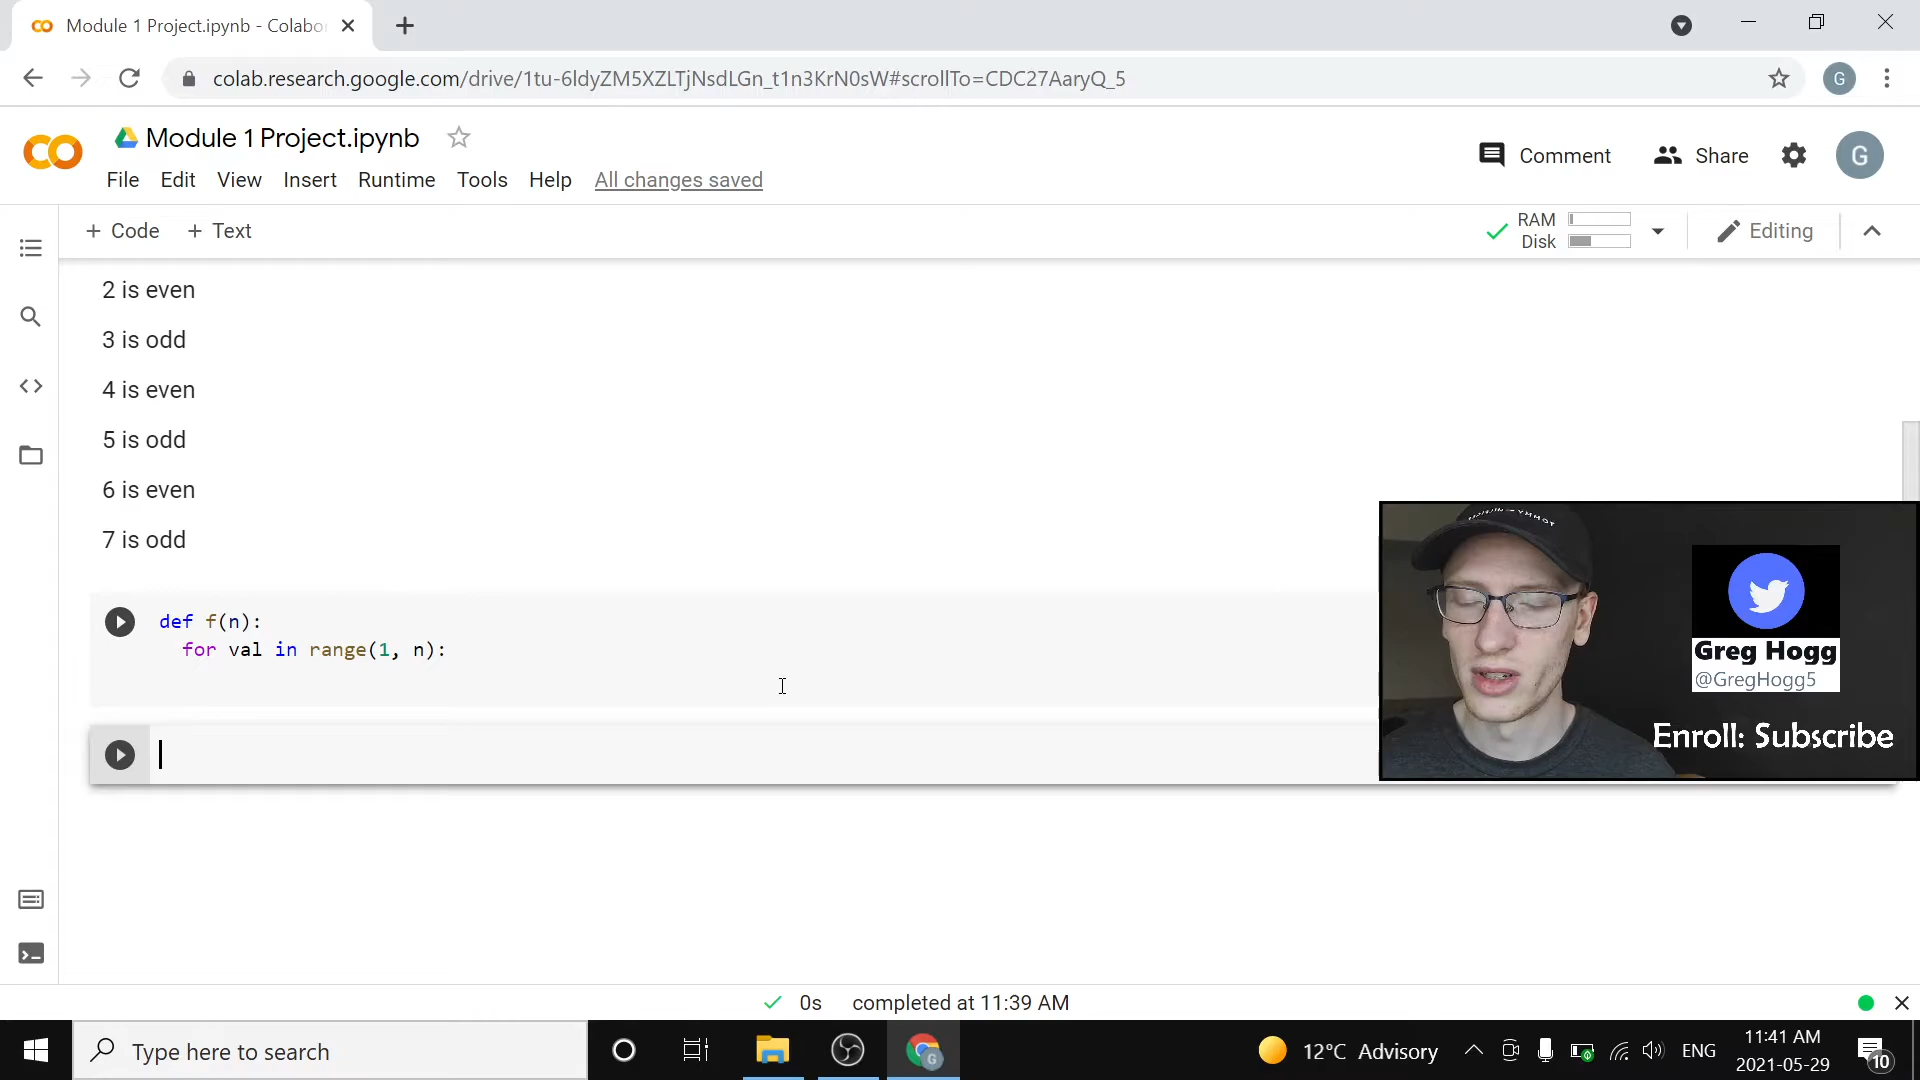 Module 1 Project.ipynb - Colabo
colab.research.google.com/drive/1tu-6ldyZM5XZLTjNsdLGn_t1n3KrN0sW#scrollTo=CDC27AaryQ_5
G
Module 1 Project.ipynb
Comment
Share
G
File Edit View Insert Runtime Tools Help All changes saved
+ Code + Text
RAM
Disk
Editing
2 is even
3 is odd
4 is even
5 is odd
6 is even
7 is odd
def f(n):
for val in range(1, n):
Greg Hogg
@GregHogg5
Enroll: Subscribe
0s completed at 11:39 AM
Type here to search
G
12°C Advisory
ENG
11:41 AM
2021-05-29
10